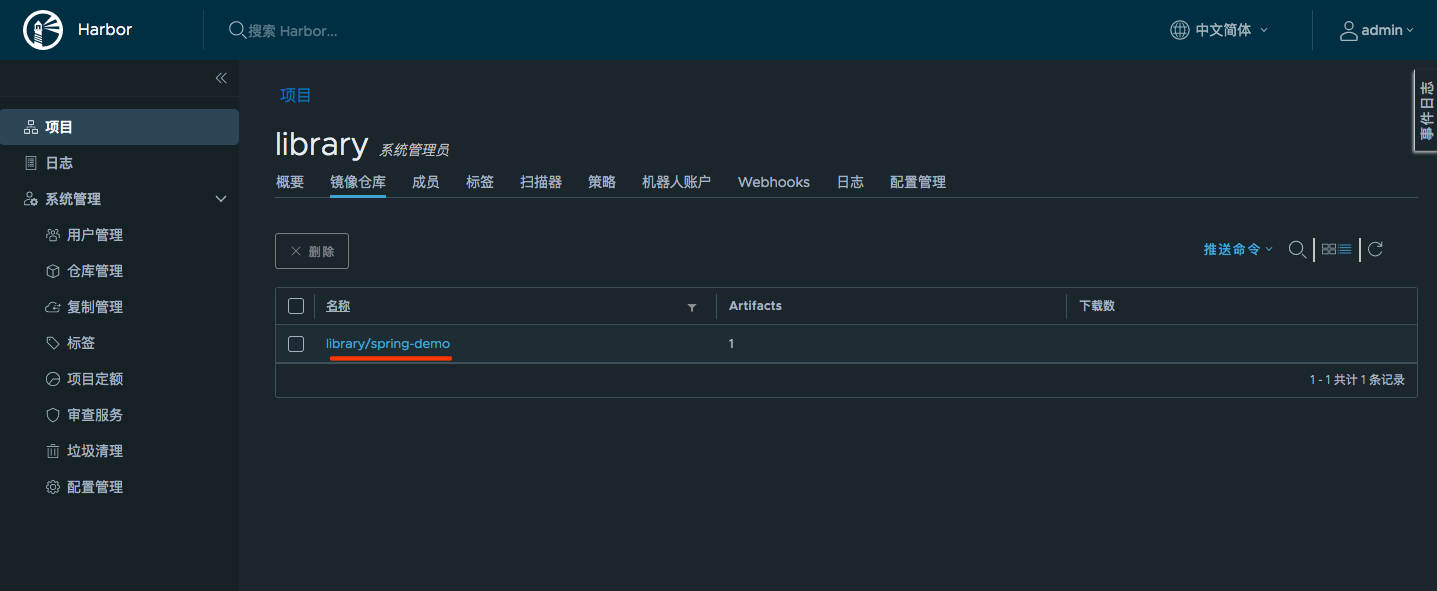 Harbor
搜索 Harbor...
中文简体
admin
项目
日志
系统管理
用户管理
仓库管理
复制管理
标签
项目定额
审查服务
垃圾清理
配置管理
事件日志
项目
library 系统管理员
概要 镜像仓库 成员 标签 扫描器 策略 机器人账户 Webhooks 日志 配置管理
删除
推送命令
名称 Artifacts 下载数
library/spring-demo 1
1 - 1 共计 1 条记录